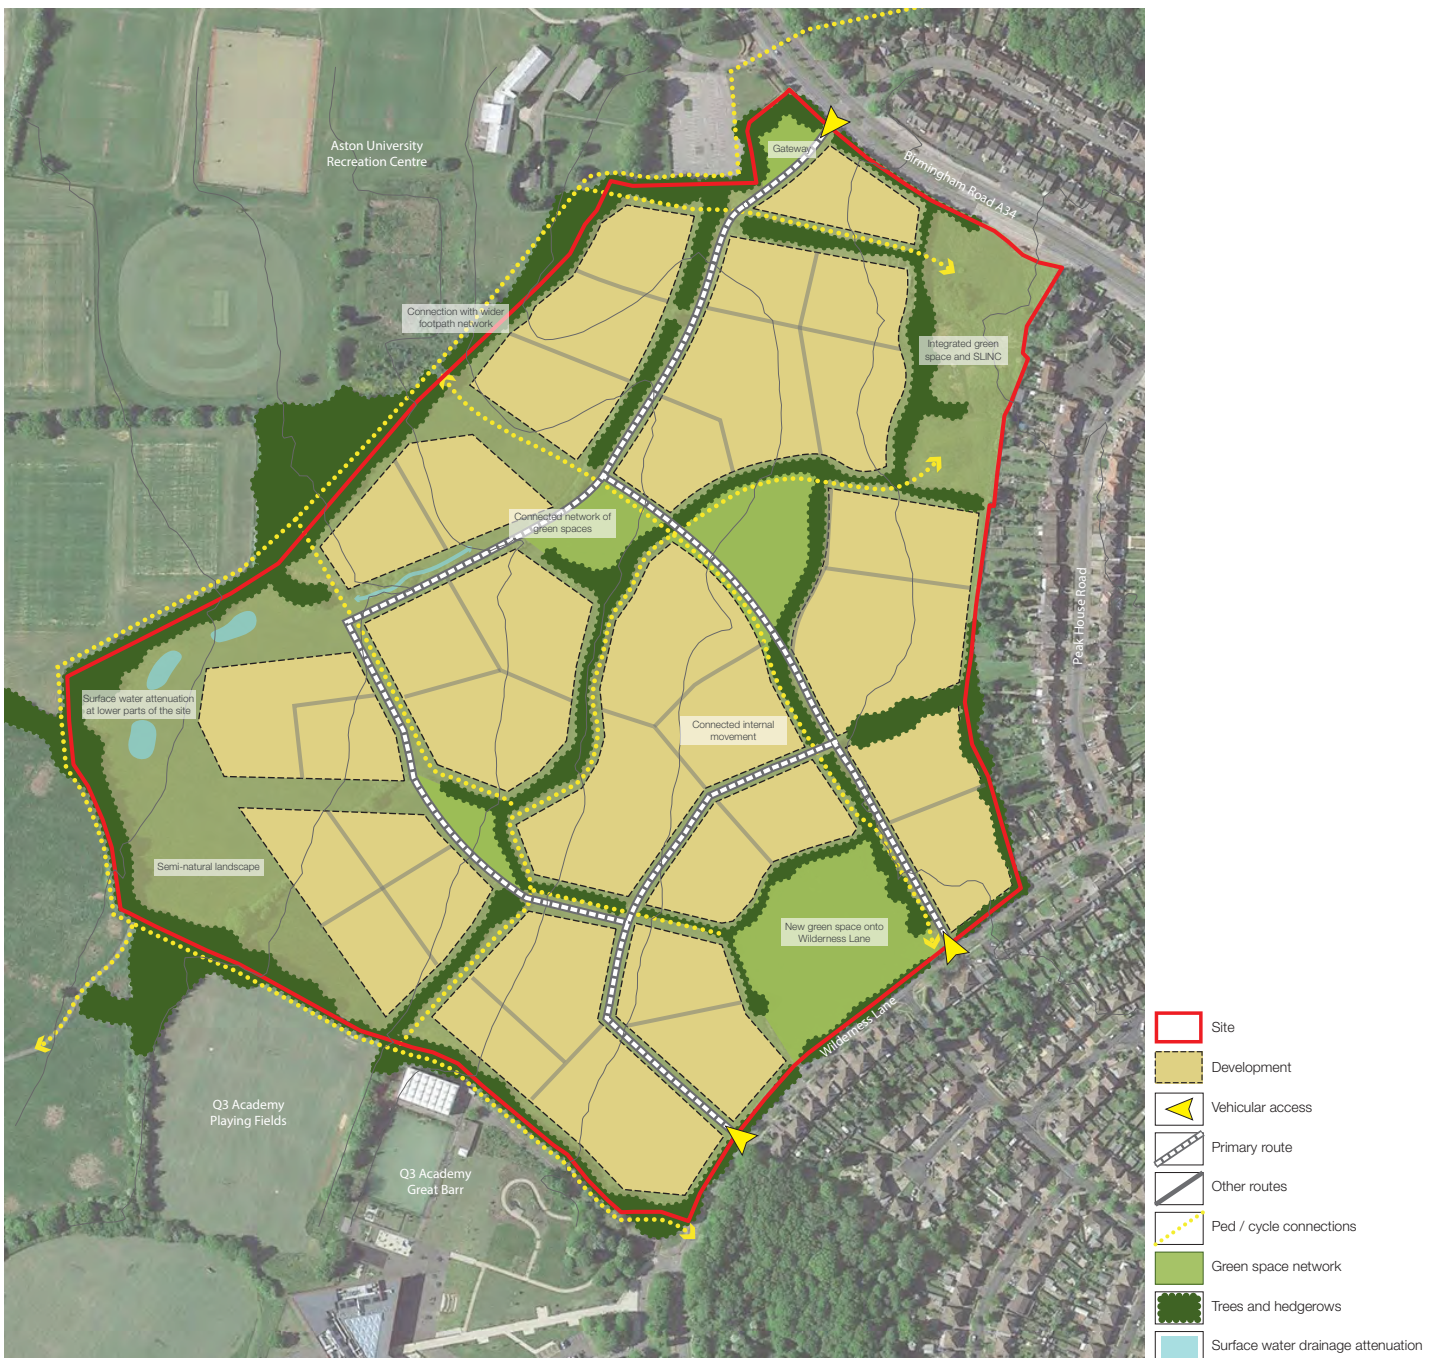 Aston University
Recreation Centre
Gateway
Birmingham Road A34
Connection with wider
footpath network
Integrated green
space and SLINC
Connected network of
green spaces
Peak House Road
Surface water attenuation
at lower parts of the site
Connected internal
movement
Semi-natural landscape
New green space onto
Wilderness Lane
Wilderness Lane
Q3 Academy
Playing Fields
Q3 Academy
Great Barr
Site
Development
Vehicular access
Primary route
Other routes
Ped / cycle connections
Green space network
Trees and hedgerows
Surface water drainage attenuation